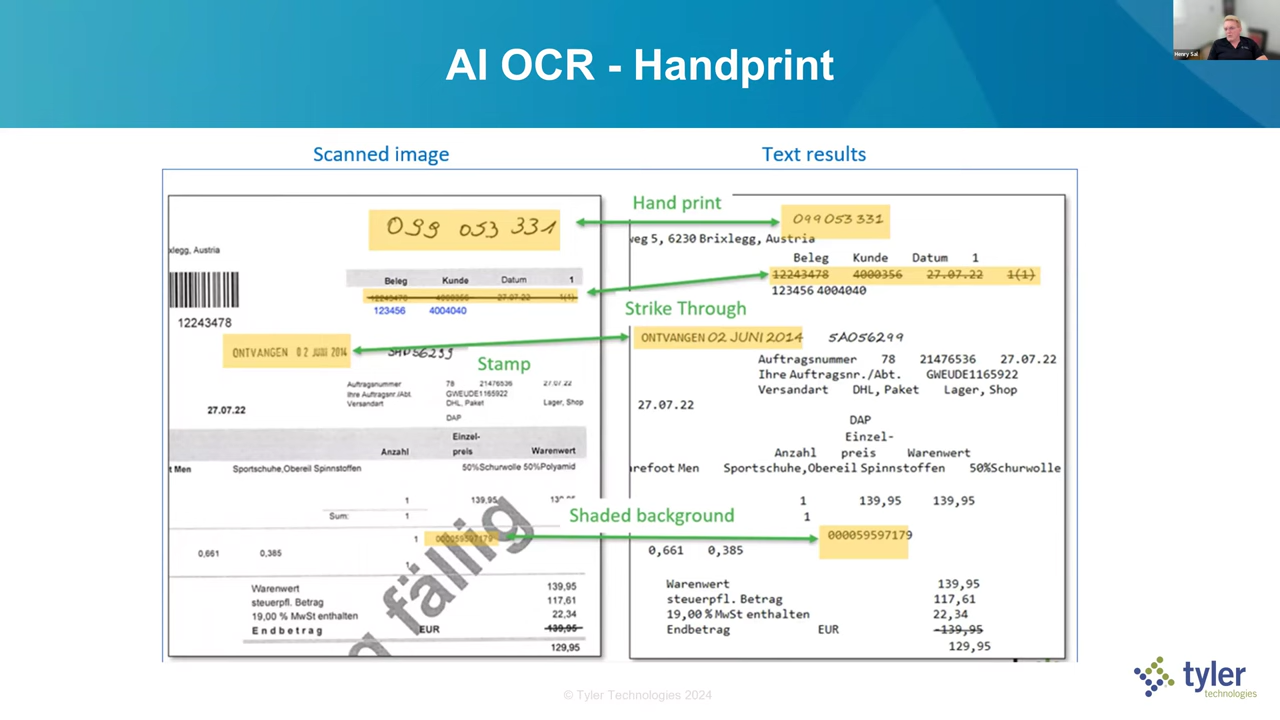 AI OCR - Handprint
Henry Sal
Scanned image
Text results
099 053 331
xlegg, Austria
Beleg Kunde Datum 1
12243478 4000356 27.07.22 1(1)
123456 4004040
12243478
ONTVANGEN 02 JUNI 2014
Auftragsnummer 78 21476536 27.07.22
Ihre Auftragsnr./Abt. GWEUDE1165922
Versandart DHL, Paket Lager, Shop
DAP
27.07.22
Einzel-
Anzahl preis Warenwert
t Men Sportschuhe,Obereil Spinnstoffen 50%Schurwolle 50%Polyamid
1 139,95
Sum: 1
1 000059597179
0,661 0,385
fällig
Warenwert 139,95
steuerpfl. Betrag 117,61
19,00 % MwSt enthalten 22,34
Endbetrag EUR -139,95
129,95
Hand print
Strike Through
Stamp
Shaded background
099 053 331
weg 5, 6230 Brixlegg, Austria
Beleg Kunde Datum 1
12243478 4000356 27.07.22 1(1)
123456 4004040
ONTVANGEN 02 JUNI 2014 5A056299
Auftragsnummer 78 21476536 27.07.22
Ihre Auftragsnr./Abt. GWEUDE1165922
Versandart DHL, Paket Lager, Shop
27.07.22
DAP
Einzel-
Anzahl preis Warenwert
refoot Men Sportschuhe,Obereil Spinnstoffen 50%Schurwolle
1 139,95 139,95
1
000059597179
0,661 0,385
Warenwert 139,95
steuerpfl. Betrag 117,61
19,00 % MwSt enthalten 22,34
Endbetrag EUR -139,95
129,95
© Tyler Technologies 2024
tyler
technologies